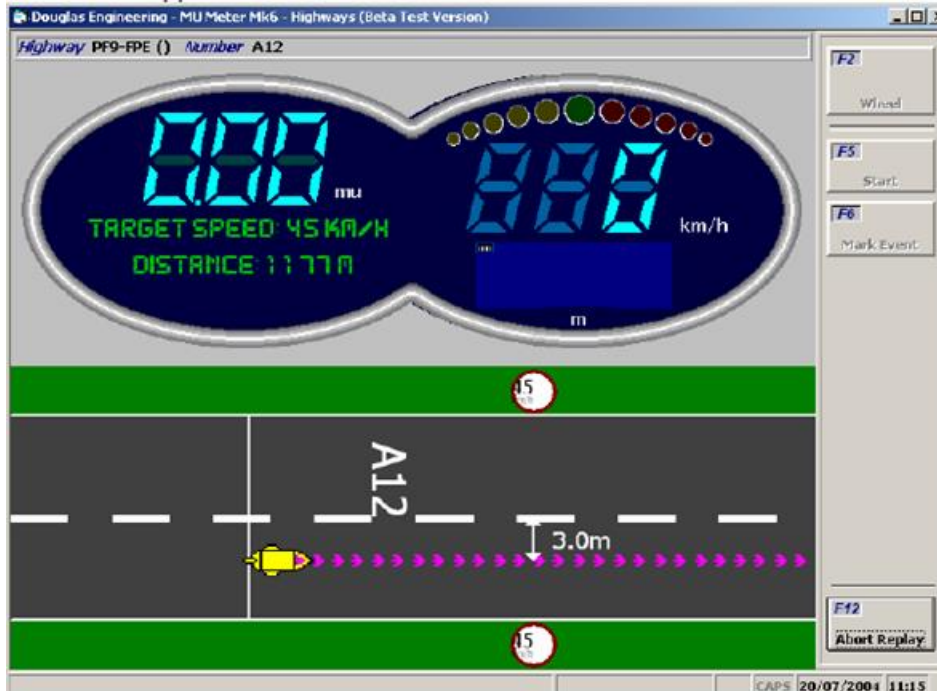 Douglas Engineering - MU Meter Mk6 - Highways (Beta Test Version)
Highway PF9-FPE () Number A12
F2
Wheel
0.00 mu
0 km/h
TARGET SPEED: 45 KM/H
DISTANCE: 1177 M
m
F5
Start
F6
Mark Event
A12
3.0m
F12
Abort Replay
CAPS 20/07/2004 11:15